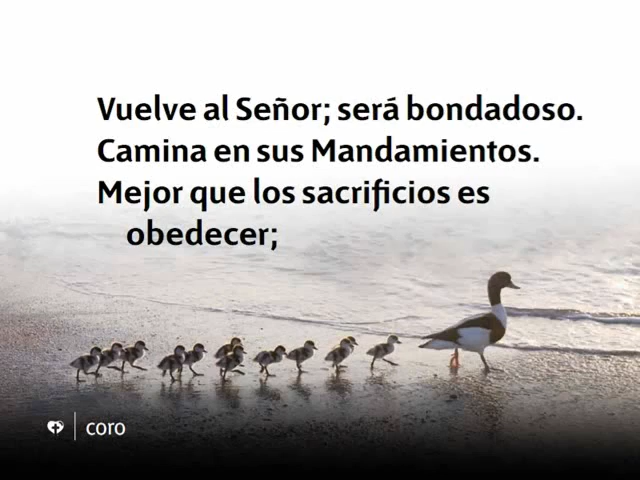 Vuelve al Señor; será bondadoso.
Camina en sus Mandamientos.
Mejor que los sacrificios es
obedecer;
coro